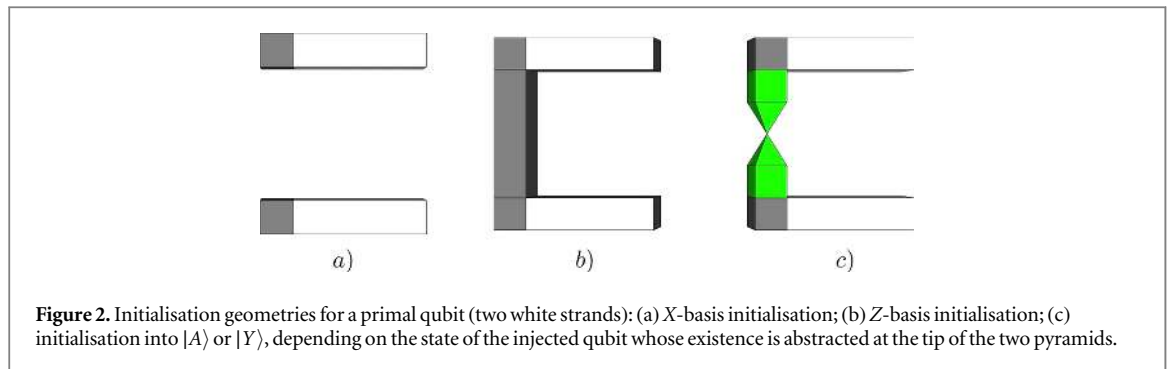 a)
b)
c)
Figure 2. Initialisation geometries for a primal qubit (two white strands): (a) X-basis initialisation; (b) Z-basis initialisation; (c)
initialisation into |A⟩ or |Y⟩, depending on the state of the injected qubit whose existence is abstracted at the tip of the two pyramids.